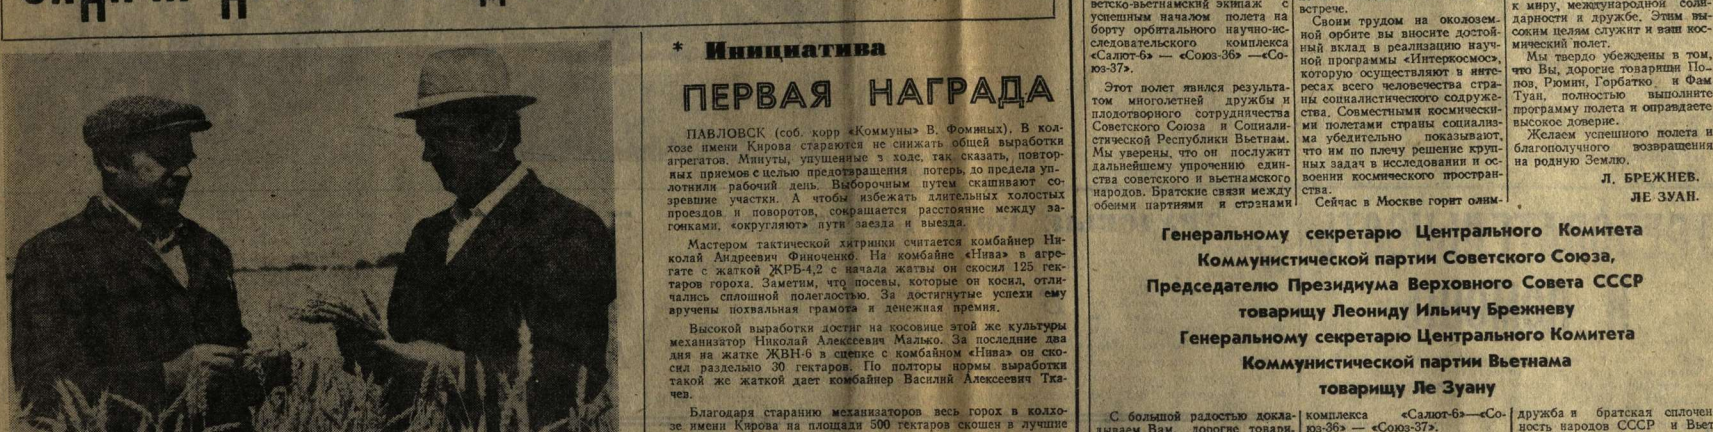 * Инициатива
ПЕРВАЯ НАГРАДА
ПАВЛОВСК (соб. корр «Коммуны» В. Фоминых). В кол-
хозе имени Кирова стараются не снижать общей выработки
агрегатов. Минуты, упущенные в ходе, так сказать, повтор-
ных приемов с целью предотвращения потерь, до предела уп-
лотнили рабочий день. Выборочным путем скашивают со-
зревшие участки. А чтобы избежать длительных холостых
проездов и поворотов, сокращается расстояние между за-
гонками, «округляют» пути заезда и выезда.
Мастером тактической хитринки считается комбайнер Ни-
колай Андреевич Финоченко. На комбайне «Нива» в агре-
гате с жаткой ЖРБ-4,2 с начала жатвы он скосил 125 гек-
таров гороха. Заметим, что посевы, которые он косил, отли-
чались сплошной полеглостью. За достигнутые успехи ему
вручены похвальная грамота и денежная премия.
Высокой выработки достиг на косовице этой же культуры
механизатор Николай Алексеевич Малько. За последние два
дня на жатке ЖВН-6 в сцепке с комбайном «Нива» он ско-
сил раздельно 30 гектаров. По полторы нормы выработки
такой же жаткой дает комбайнер Василий Алексеевич Тка-
чев.
Благодаря старанию механизаторов весь горох в колхо-
зе имени Кирова на площади 500 гектаров скошен в лучшие
ветско-вьетнамский экипаж с
успешным началом полета на
борту орбитального научно-ис-
следовательского комплекса
«Салют-6» — «Союз-36» —«Со-
юз-37».
Этот полет явился результа-
том многолетней дружбы и
плодотворного сотрудничества
Советского Союза и Социали-
стической Республики Вьетнам.
Мы уверены, что он послужит
дальнейшему упрочению един-
ства советского и вьетнамского
народов. Братские связи между
обеими партиями и странами
встрече.
Своим трудом на околозем-
ной орбите вы вносите достой-
ный вклад в реализацию науч-
ной программы «Интеркосмос»,
которую осуществляют в инте-
ресах всего человечества стра-
ны социалистического содруже-
ства. Совместными космически-
ми полетами страны социализ-
ма убедительно показывают,
что им по плечу решение круп-
ных задач в исследовании и ос-
воении космического простран-
ства.
Сейчас в Москве горит олим-
к миру, международной соли-
дарности и дружбе. Этим вы-
соким целям служит и ваш кос-
мический полет.
Мы твердо убеждены в том,
что Вы, дорогие товарищи По-
пов, Рюмин, Горбатко и Фам
Туан, полностью выполните
программу полета и оправдаете
высокое доверие.
Желаем успешного полета и
благополучного возвращения
на родную Землю.
Л. БРЕЖНЕВ.
ЛЕ ЗУАН.
Генеральному секретарю Центрального Комитета
Коммунистической партии Советского Союза,
Председателю Президиума Верховного Совета СССР
товарищу Леониду Ильичу Брежневу
Генеральному секретарю Центрального Комитета
Коммунистической партии Вьетнама
товарищу Ле Зуану
С большой радостью докла-
дываем Вам, дорогие товари-
комплекса «Салют-6»—«Со-
юз-36» — «Союз-37».
дружба и братская сплочен
ность народов СССР и Вьет